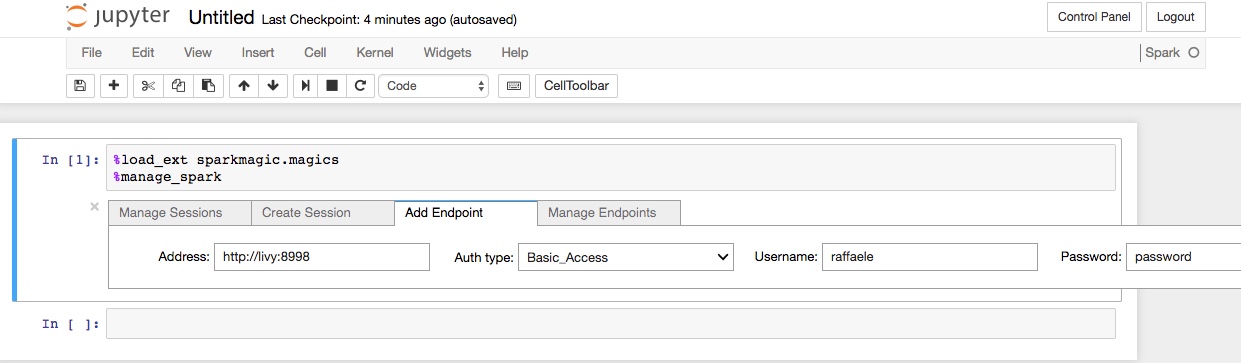 jupyter Untitled Last Checkpoint: 4 minutes ago (autosaved) Control Panel Logout
File Edit View Insert Cell Kernel Widgets Help Spark
Code CellToolbar
In [1]: %load_ext sparkmagic.magics
%manage_spark
Manage Sessions Create Session Add Endpoint Manage Endpoints
Address: http://livy:8998 Auth type: Basic_Access Username: raffaele Password: password
In [ ]: